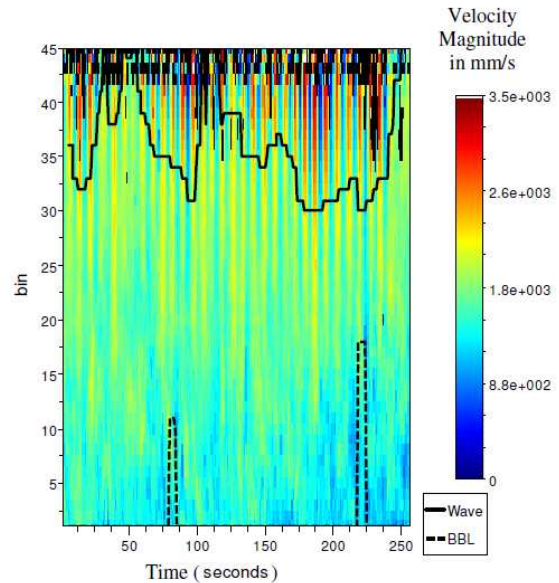 Velocity
Magnitude
in mm/s
3.5e+003
2.6e+003
1.8e+003
8.8e+002
0
45
40
35
30
25
20
15
10
5
bin
50
100
150
200
250
Time (seconds)
Wave
BBL